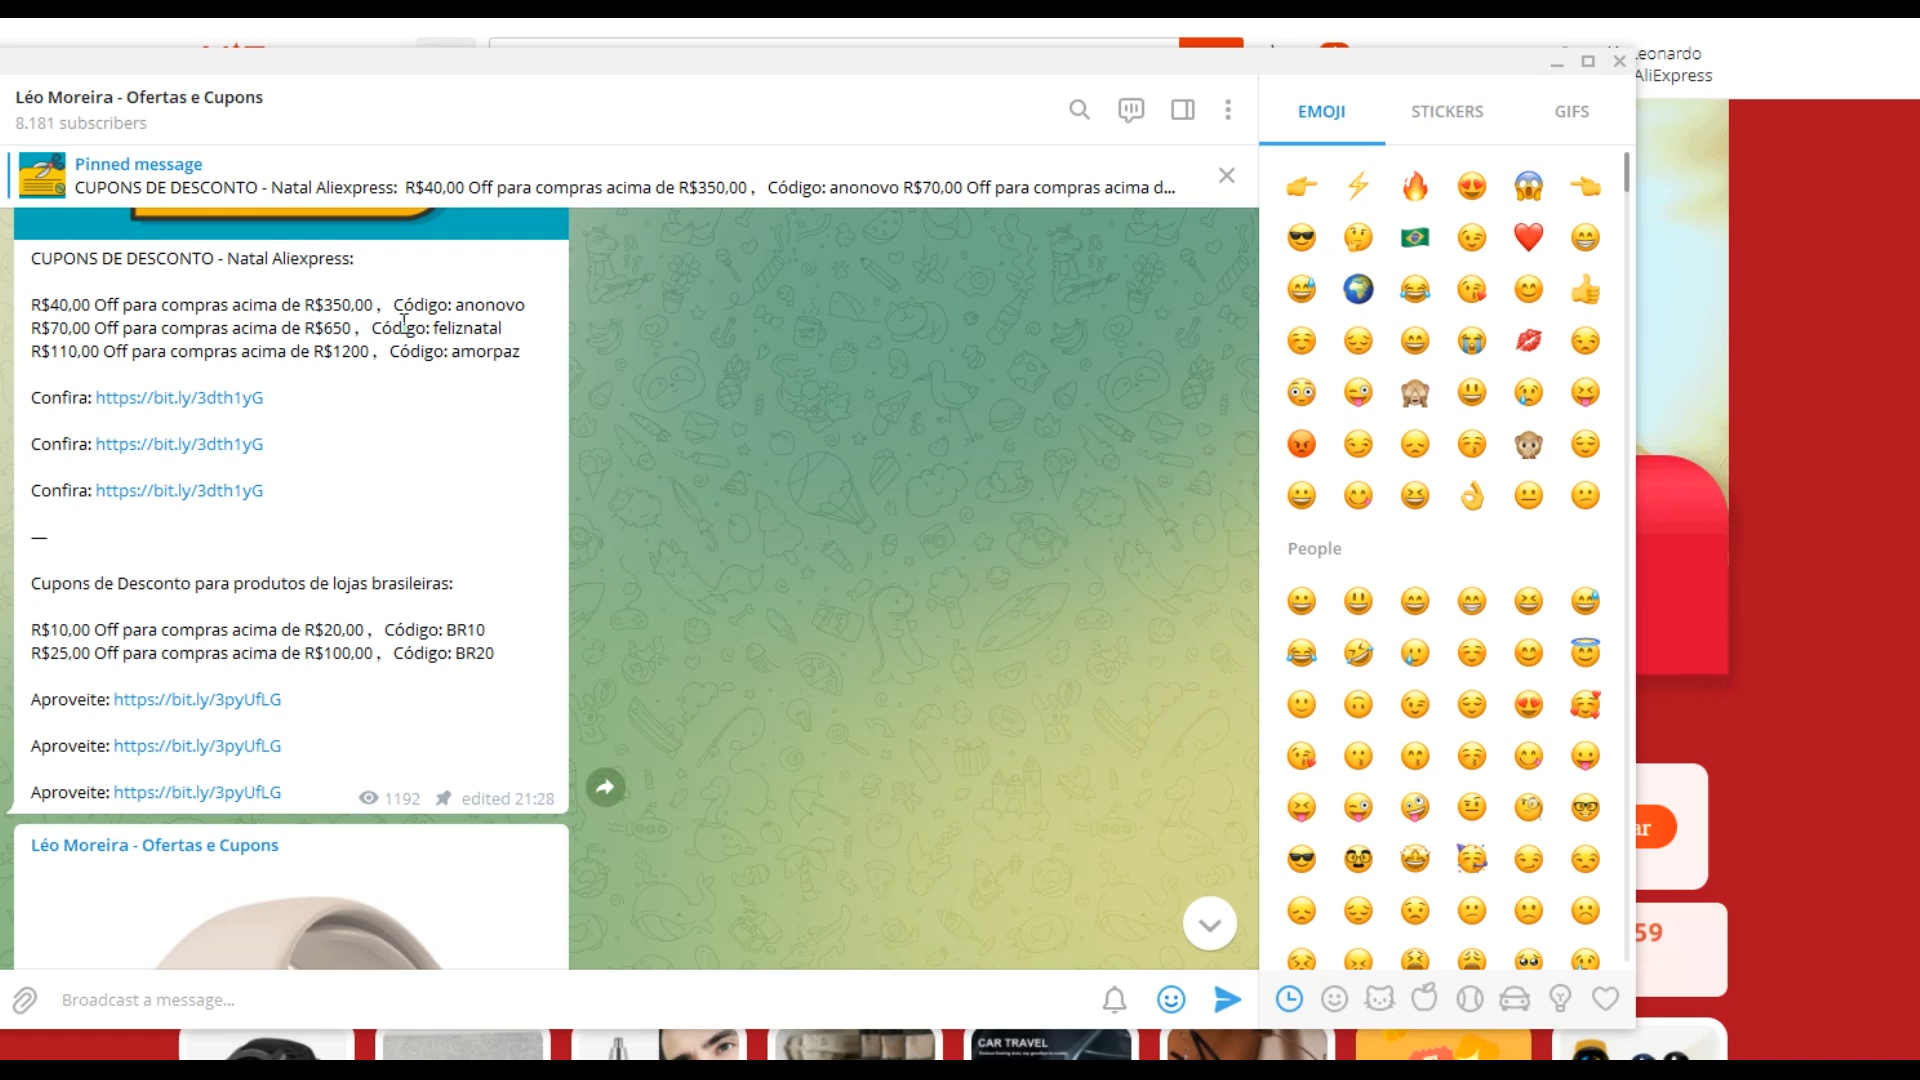 eonardo
AliExpress
Léo Moreira - Ofertas e Cupons
8.181 subscribers
EMOJI
STICKERS
GIFS
Pinned message
CUPONS DE DESCONTO - Natal Aliexpress: R$40,00 Off para compras acima de R$350,00， Código: anonovo R$70,00 Off para compras acima d...
CUPONS DE DESCONTO - Natal Aliexpress:
R$40,00 Off para compras acima de R$350,00， Código: anonovo
R$70,00 Off para compras acima de R$650， Código: feliznatal
R$110,00 Off para compras acima de R$1200， Código: amorpaz
Confira: https://bit.ly/3dth1yG
Confira: https://bit.ly/3dth1yG
Confira: https://bit.ly/3dth1yG
—
Cupons de Desconto para produtos de lojas brasileiras:
R$10,00 Off para compras acima de R$20,00， Código: BR10
R$25,00 Off para compras acima de R$100,00， Código: BR20
Aproveite: https://bit.ly/3pyUfLG
Aproveite: https://bit.ly/3pyUfLG
Aproveite: https://bit.ly/3pyUfLG
1192
edited 21:28
People
Léo Moreira - Ofertas e Cupons
ar
59
Broadcast a message...
CAR TRAVEL